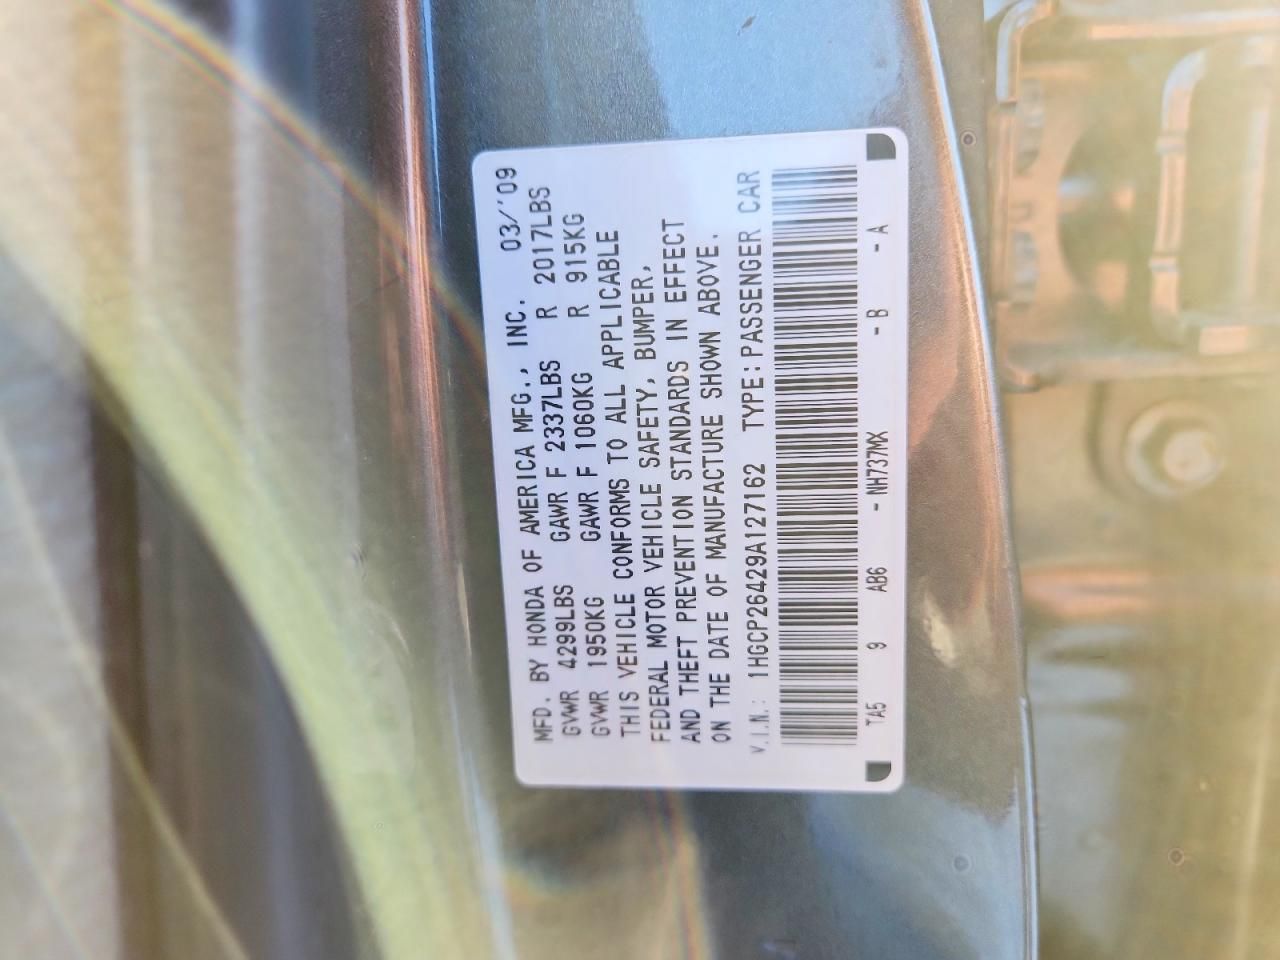 MFD. BY HONDA OF AMERICA MFG., INC. 03/'09
GVWR 4299LBS GAWR F 2337LBS R 2017LBS
GVWR 1950KG GAWR F 1060KG R 915KG
THIS VEHICLE CONFORMS TO ALL APPLICABLE
FEDERAL MOTOR VEHICLE SAFETY, BUMPER,
AND THEFT PREVENTION STANDARDS IN EFFECT
ON THE DATE OF MANUFACTURE SHOWN ABOVE.
V.I.N.: 1HGCP26429A127162 TYPE:PASSENGER CAR
TA5 9 AB6 - NH737MX - B - A